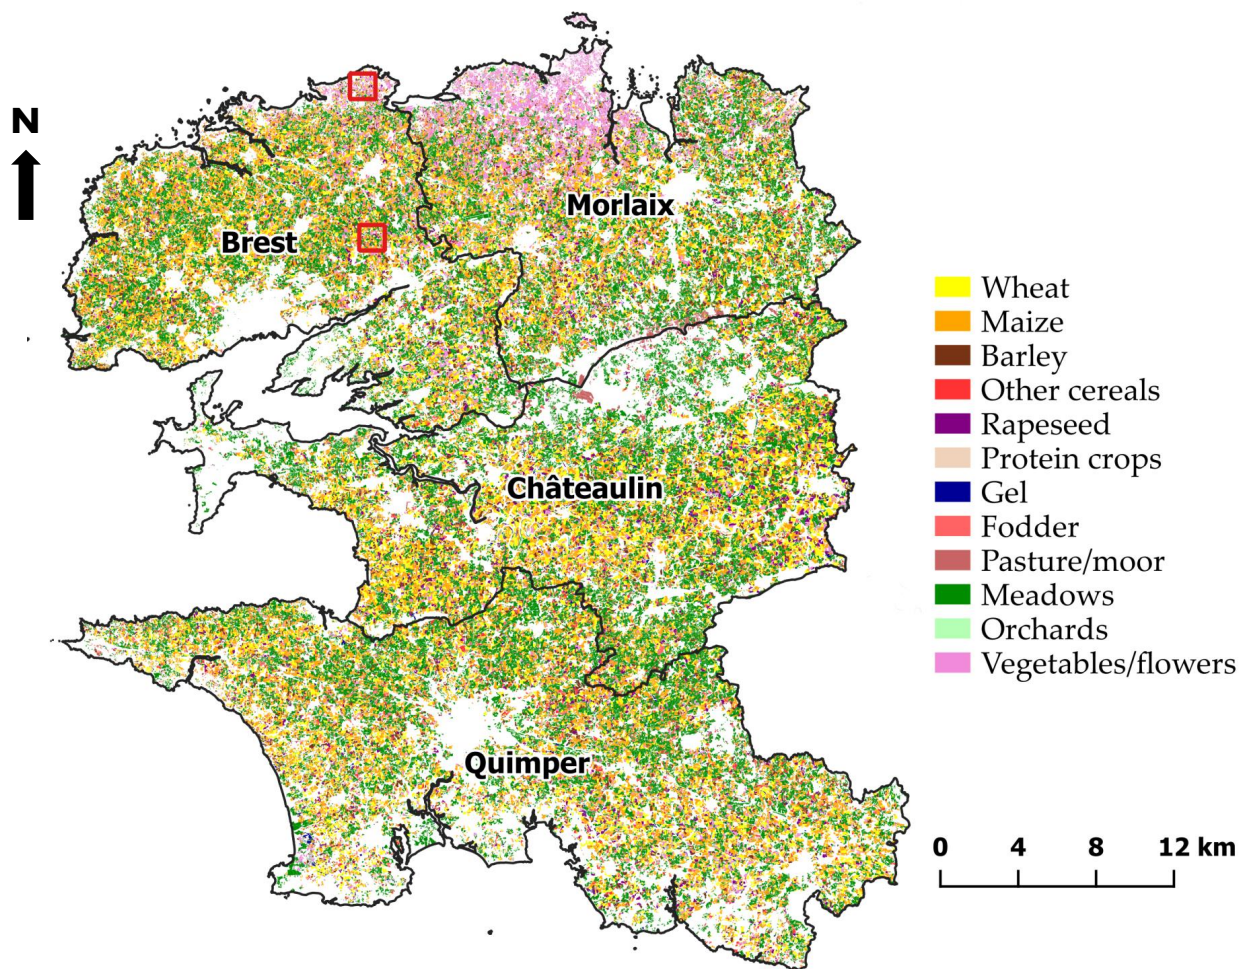 N
Morlaix
Brest
Châteaulin
Quimper
Wheat
Maize
Barley
Other cereals
Rapeseed
Protein crops
Gel
Fodder
Pasture/moor
Meadows
Orchards
Vegetables/flowers
0 4 8 12 km